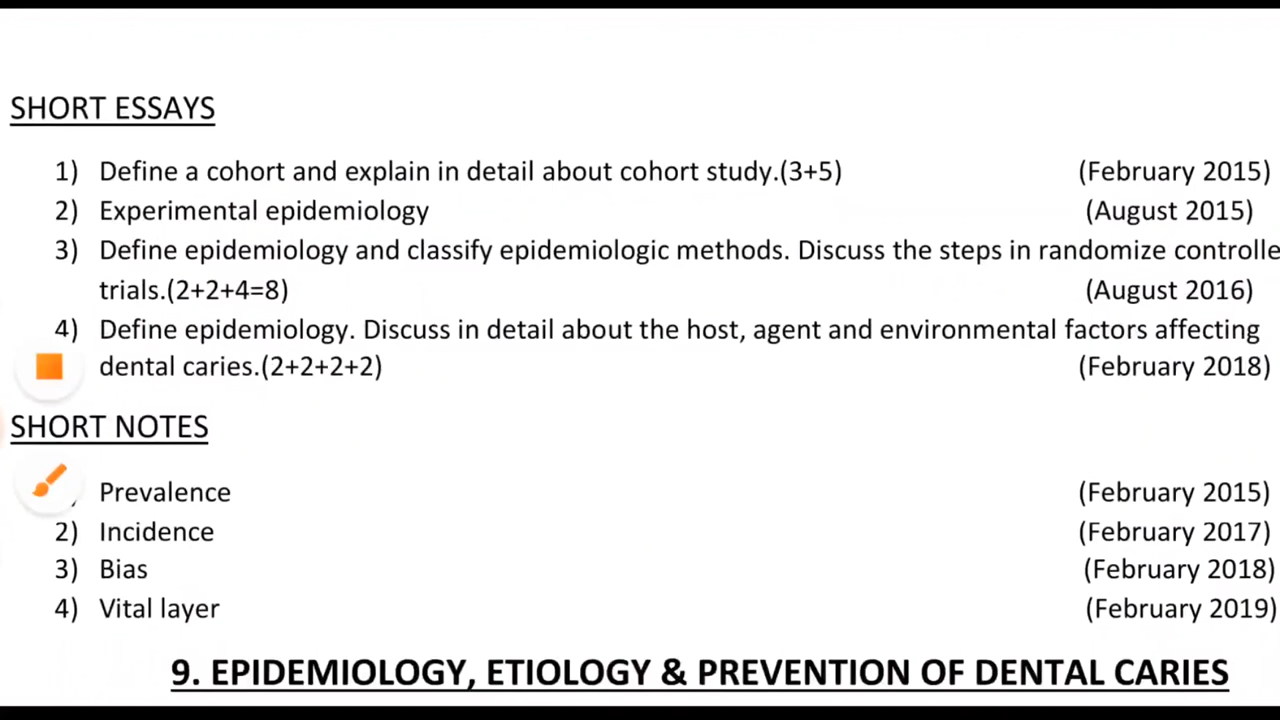 SHORT ESSAYS
1) Define a cohort and explain in detail about cohort study.(3+5) (February 2015)
2) Experimental epidemiology (August 2015)
3) Define epidemiology and classify epidemiologic methods. Discuss the steps in randomize controlle
trials.(2+2+4=8) (August 2016)
4) Define epidemiology. Discuss in detail about the host, agent and environmental factors affecting
dental caries.(2+2+2+2) (February 2018)
SHORT NOTES
Prevalence (February 2015)
2) Incidence (February 2017)
3) Bias (February 2018)
4) Vital layer (February 2019)
9. EPIDEMIOLOGY, ETIOLOGY & PREVENTION OF DENTAL CARIES